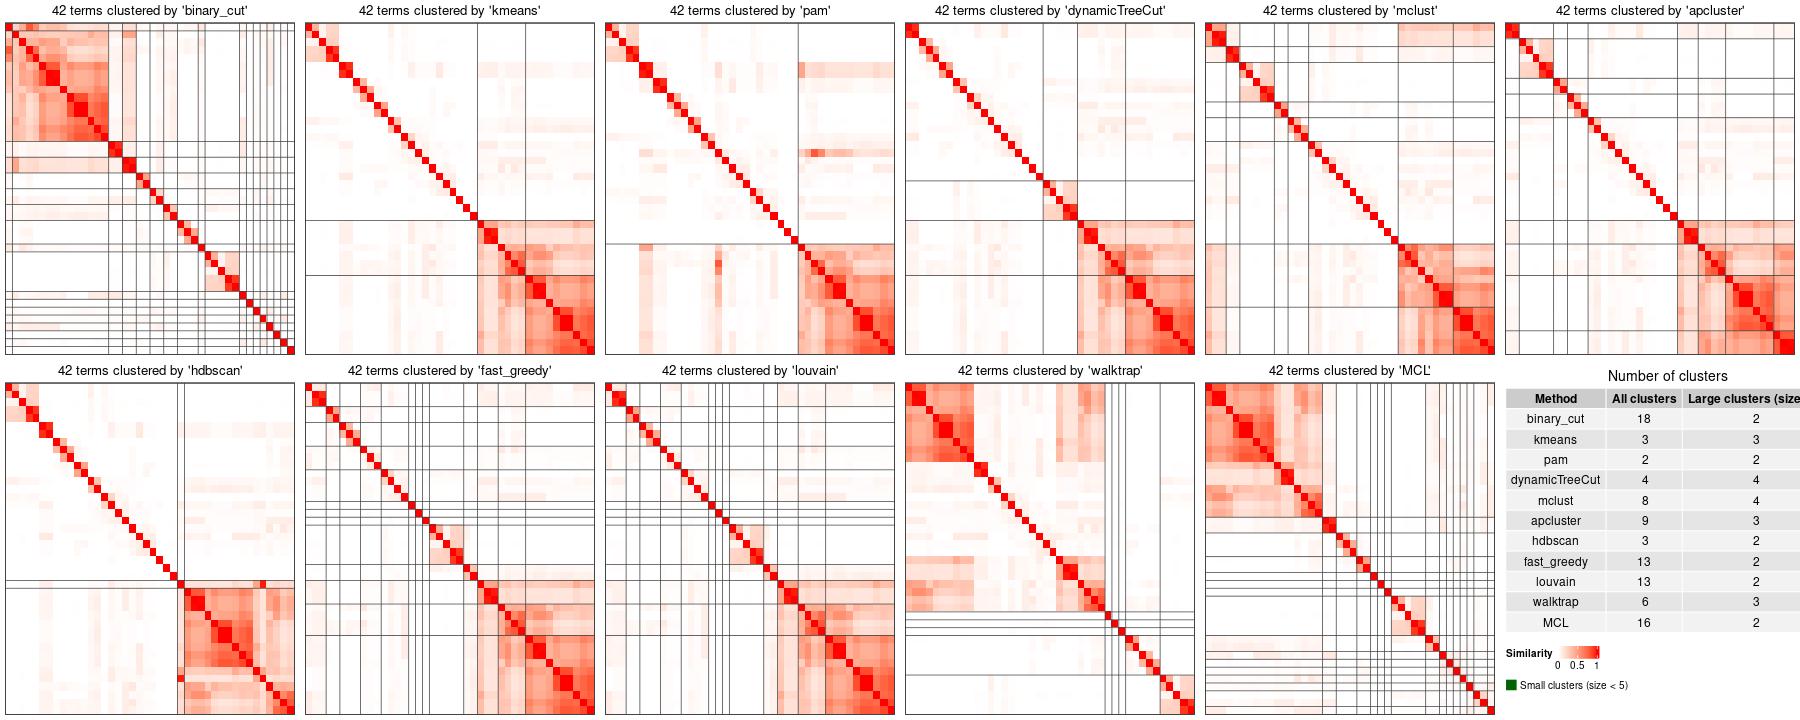 42 terms clustered by 'binary_cut'
42 terms clustered by 'kmeans'
42 terms clustered by 'pam'
42 terms clustered by 'dynamicTreeCut'
42 terms clustered by 'mclust'
42 terms clustered by 'apcluster'
42 terms clustered by 'hdbscan'
42 terms clustered by 'fast_greedy'
42 terms clustered by 'louvain'
42 terms clustered by 'walktrap'
42 terms clustered by 'MCL'
Number of clusters
Method All clusters Large clusters (size
binary_cut 18 2
kmeans 3 3
pam 2 2
dynamicTreeCut 4 4
mclust 8 4
apcluster 9 3
hdbscan 3 2
fast_greedy 13 2
louvain 13 2
walktrap 6 3
MCL 16 2
Similarity
0 0.5 1
Small clusters (size < 5)